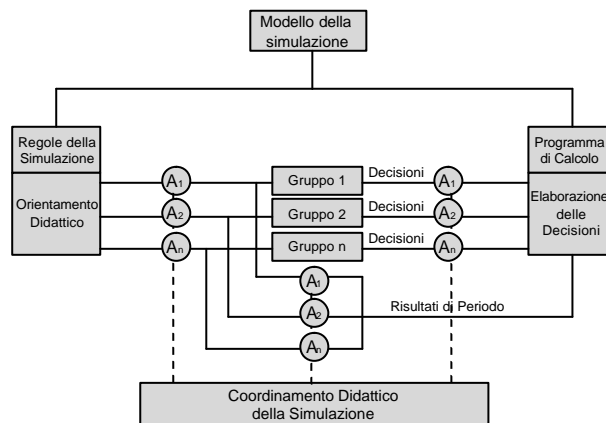 Modello della
simulazione
Regole della
Simulazione
Programma
di Calcolo
Orientamento
Didattico
A1
A2
An
Gruppo 1
Gruppo 2
Gruppo n
Decisioni
Decisioni
Decisioni
A1
A2
An
Elaborazione
delle
Decisioni
A1
A2
An
Risultati di Periodo
Coordinamento Didattico
della Simulazione